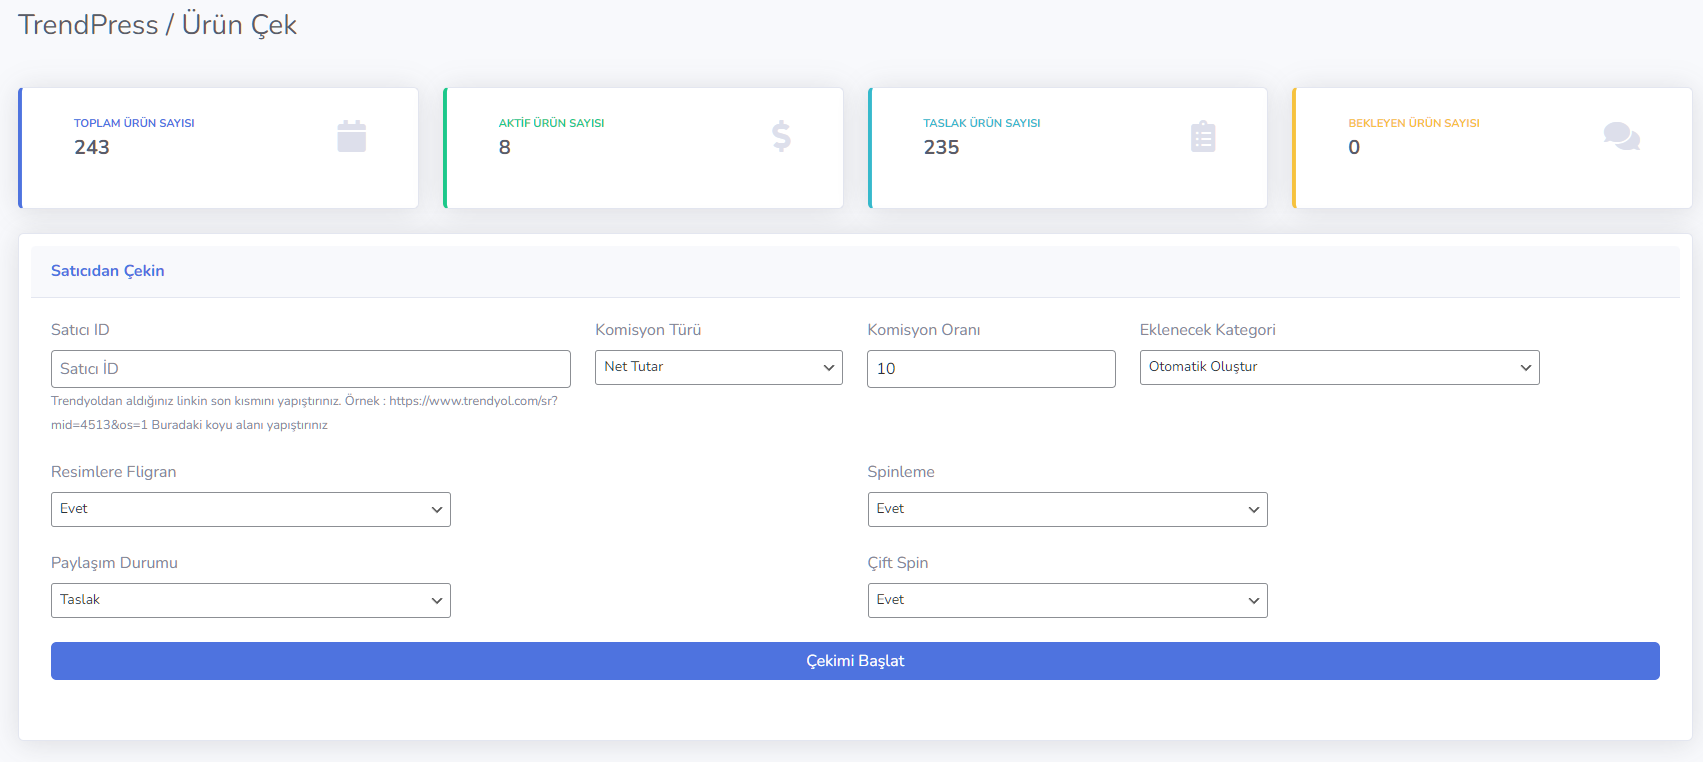 TrendPress / Ürün Çek
TOPLAM ÜRÜN SAYISI
243
AKTİF ÜRÜN SAYISI
8
TASLAK ÜRÜN SAYISI
235
BEKLEYEN ÜRÜN SAYISI
0
Satıcıdan Çekin
Satıcı ID
Satıcı İD
Trendyoldan aldığınız linkin son kısmını yapıştırınız. Örnek : https://www.trendyol.com/sr?
mid=4513&os=1 Buradaki koyu alanı yapıştırınız
Komisyon Türü
Net Tutar
Komisyon Oranı
10
Eklenecek Kategori
Otomatik Oluştur
Resimlere Fligran
Evet
Spinleme
Evet
Paylaşım Durumu
Taslak
Çift Spin
Evet
Çekimi Başlat